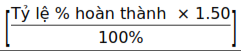 [Tỷ lệ % hoàn thành × 1.50
100%]